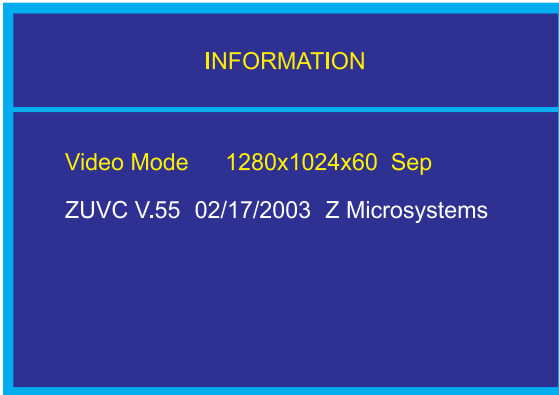 INFORMATION
Video Mode 1280x1024x60 Sep
ZUVC V.55 02/17/2003 Z Microsystems